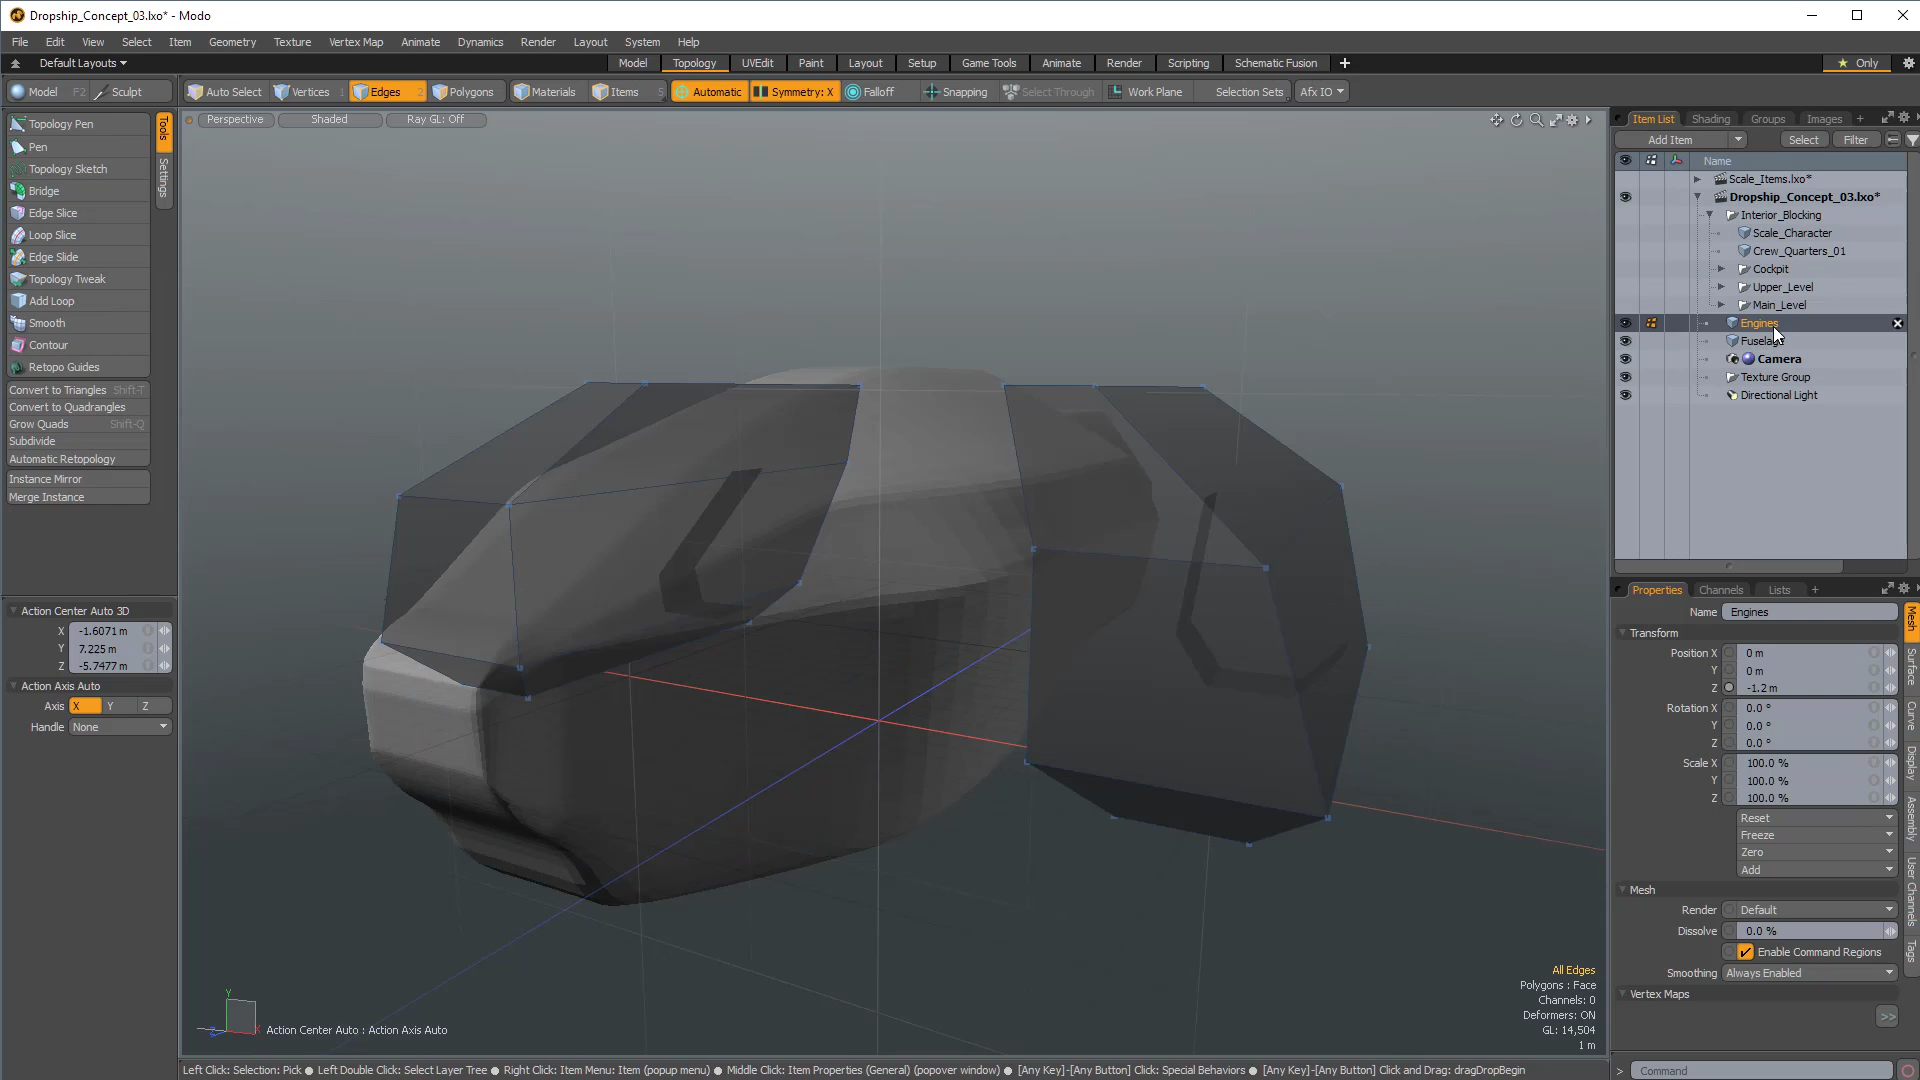 Dropship_Concept_03.lxo* - Modo
File Edit View Select Item Geometry Texture Vertex Map Animate Dynamics Render Layout System Help
Default Layouts Model Topology UVEdit Paint Layout Setup Game Tools Animate Render Scripting Schematic Fusion Only
Model F2 Sculpt Auto Select Vertices 1 Edges 2 Polygons Materials Items 5 Automatic Symmetry: X Falloff Snapping Select Through Work Plane Selection Sets Afx IO
Topology Pen
Pen
Topology Sketch
Bridge
Edge Slice
Loop Slice
Edge Slide
Topology Tweak
Add Loop
Smooth
Contour
Retopo Guides
Convert to Triangles Shift-T
Convert to Quadrangles
Grow Quads Shift-Q
Subdivide
Automatic Retopology
Instance Mirror
Merge Instance
Tools
Settings
Action Center Auto 3D
X -1.6071 m
Y 7.225 m
Z -5.7477 m
Action Axis Auto
Axis X Y Z
Handle None
Perspective Shaded Ray GL: Off
Y
Z X
Action Center Auto : Action Axis Auto
All Edges
Polygons : Face
Channels: 0
Deformers: ON
GL: 14,504
1 m
Item List Shading Groups Images
Add Item Select Filter
Name
Scale_Items.lxo*
Dropship_Concept_03.lxo*
Interior_Blocking
Scale_Character
Crew_Quarters_01
Cockpit
Upper_Level
Main_Level
Engines
Camera
Texture Group
Directional Light
Properties Channels Lists
Name Engines
Transform
Position X 0 m
Y 0 m
Z -1.2 m
Rotation X 0.0 °
Y 0.0 °
Z 0.0 °
Scale X 100.0 %
Y 100.0 %
Z 100.0 %
Reset
Freeze
Zero
Add
Mesh
Render Default
Dissolve 0.0 %
Enable Command Regions
Smoothing Always Enabled
Vertex Maps
>>
Mesh
Surface
Curve
Display
Assembly
User Channels
Tags
Left Click: Selection: Pick ● Left Double Click: Select Layer Tree ● Right Click: Item Menu: Item (popup menu) ● Middle Click: Item Properties (General) (popover window) ● [Any Key]-[Any Button] Click: Special Behaviors ● [Any Key]-[Any Button] Click and Drag: dragDropBegin
> Command